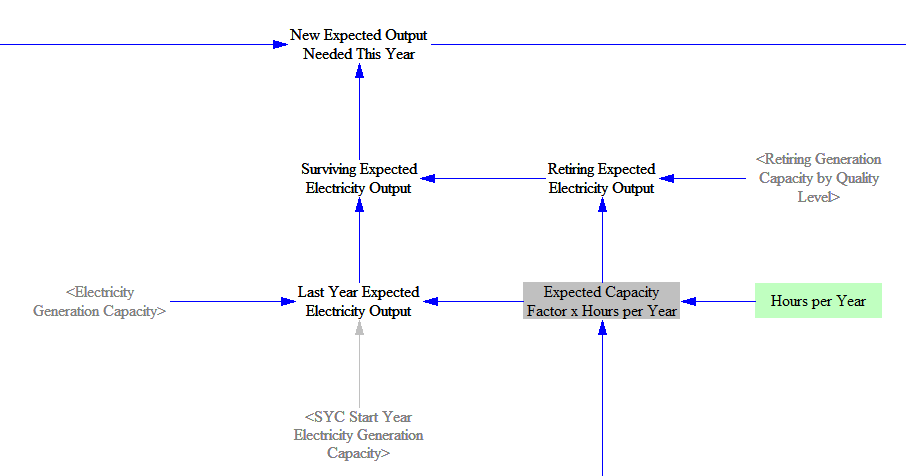 New Expected Output
Needed This Year
Surviving Expected
Electricity Output
Retiring Expected
Electricity Output
<Retiring Generation
Capacity by Quality
Level>
<Electricity
Generation Capacity>
Last Year Expected
Electricity Output
Expected Capacity
Factor x Hours per Year
Hours per Year
<SYC Start Year
Electricity Generation
Capacity>